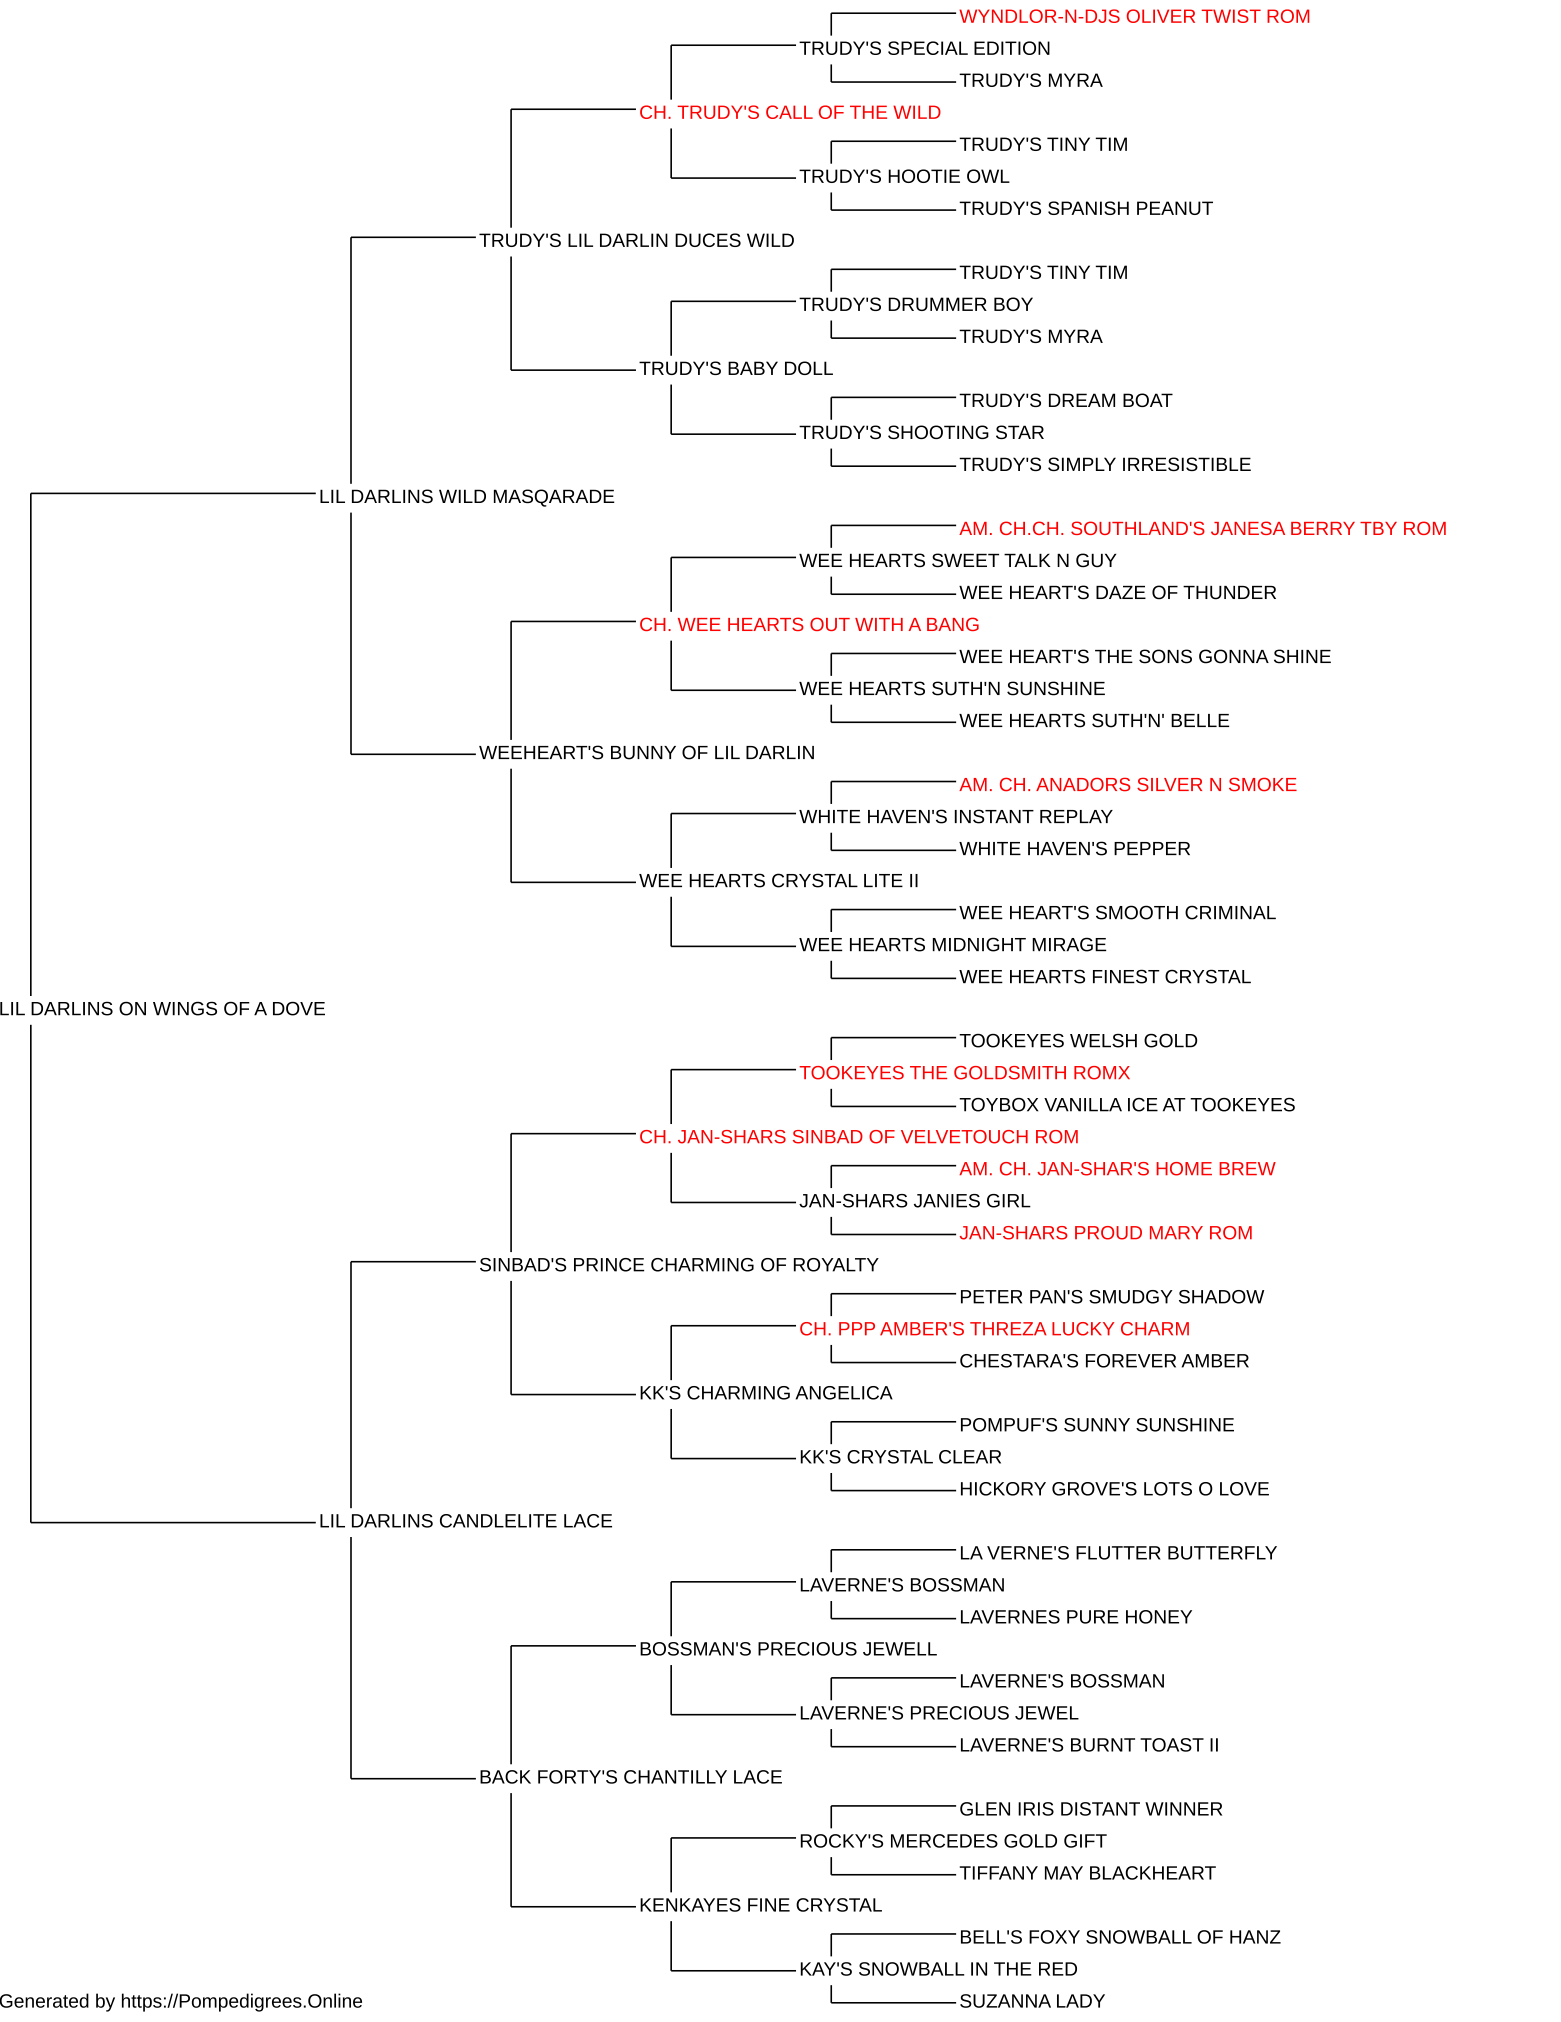 WYNDLOR-N-DJS OLIVER TWIST ROM
TRUDY'S SPECIAL EDITION
TRUDY'S MYRA
CH. TRUDY'S CALL OF THE WILD
TRUDY'S TINY TIM
TRUDY'S HOOTIE OWL
TRUDY'S SPANISH PEANUT
TRUDY'S LIL DARLIN DUCES WILD
TRUDY'S TINY TIM
TRUDY'S DRUMMER BOY
TRUDY'S MYRA
TRUDY'S BABY DOLL
TRUDY'S DREAM BOAT
TRUDY'S SHOOTING STAR
TRUDY'S SIMPLY IRRESISTIBLE
LIL DARLINS WILD MASQARADE
AM. CH.CH. SOUTHLAND'S JANESA BERRY TBY ROM
WEE HEARTS SWEET TALK N GUY
WEE HEART'S DAZE OF THUNDER
CH. WEE HEARTS OUT WITH A BANG
WEE HEART'S THE SONS GONNA SHINE
WEE HEARTS SUTH'N SUNSHINE
WEE HEARTS SUTH'N' BELLE
WEEHEART'S BUNNY OF LIL DARLIN
AM. CH. ANADORS SILVER N SMOKE
WHITE HAVEN'S INSTANT REPLAY
WHITE HAVEN'S PEPPER
WEE HEARTS CRYSTAL LITE II
WEE HEART'S SMOOTH CRIMINAL
WEE HEARTS MIDNIGHT MIRAGE
WEE HEARTS FINEST CRYSTAL
LIL DARLINS ON WINGS OF A DOVE
TOOKEYES WELSH GOLD
TOOKEYES THE GOLDSMITH ROMX
TOYBOX VANILLA ICE AT TOOKEYES
CH. JAN-SHARS SINBAD OF VELVETOUCH ROM
AM. CH. JAN-SHAR'S HOME BREW
JAN-SHARS JANIES GIRL
JAN-SHARS PROUD MARY ROM
SINBAD'S PRINCE CHARMING OF ROYALTY
PETER PAN'S SMUDGY SHADOW
CH. PPP AMBER'S THREZA LUCKY CHARM
CHESTARA'S FOREVER AMBER
KK'S CHARMING ANGELICA
POMPUF'S SUNNY SUNSHINE
KK'S CRYSTAL CLEAR
HICKORY GROVE'S LOTS O LOVE
LIL DARLINS CANDLELITE LACE
LA VERNE'S FLUTTER BUTTERFLY
LAVERNE'S BOSSMAN
LAVERNES PURE HONEY
BOSSMAN'S PRECIOUS JEWELL
LAVERNE'S BOSSMAN
LAVERNE'S PRECIOUS JEWEL
LAVERNE'S BURNT TOAST II
BACK FORTY'S CHANTILLY LACE
GLEN IRIS DISTANT WINNER
ROCKY'S MERCEDES GOLD GIFT
TIFFANY MAY BLACKHEART
KENKAYES FINE CRYSTAL
BELL'S FOXY SNOWBALL OF HANZ
KAY'S SNOWBALL IN THE RED
SUZANNA LADY
Generated by https://Pompedigrees.Online